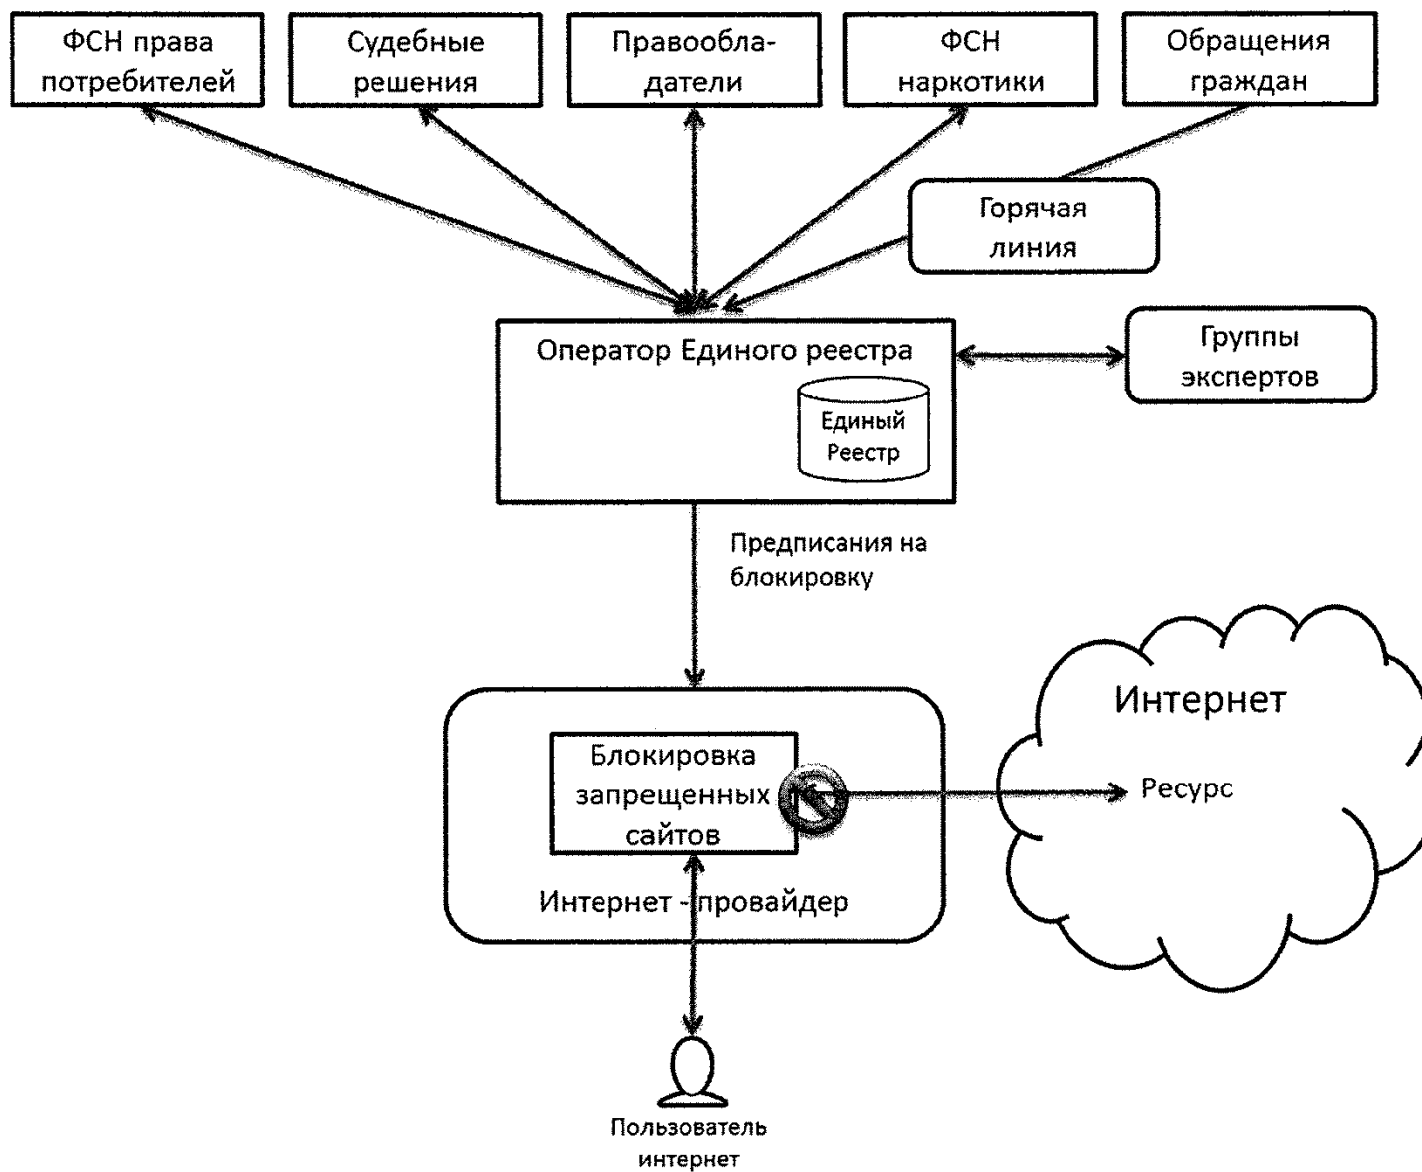 ФСН права
потребителей
Судебные
решения
Правообла-
датели
ФСН
наркотики
Обращения
граждан
Горячая
линия
Оператор Единого реестра
Единый
Реестр
Группы
экспертов
Предписания на
блокировку
Интернет
Ресурс
Блокировка
запрещенных
сайтов
Интернет - провайдер
Пользователь
интернет